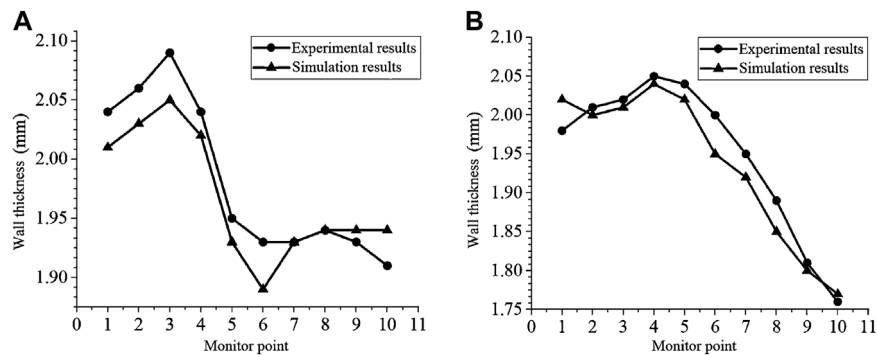 A
Wall thickness (mm)
2.10
2.05
2.00
1.95
1.90
Experimental results
Simulation results
0 1 2 3 4 5 6 7 8 9 10 11
Monitor point
B
Wall thickness (mm)
2.10
2.05
2.00
1.95
1.90
1.85
1.80
1.75
Experimental results
Simulation results
0 1 2 3 4 5 6 7 8 9 10 11
Monitor point